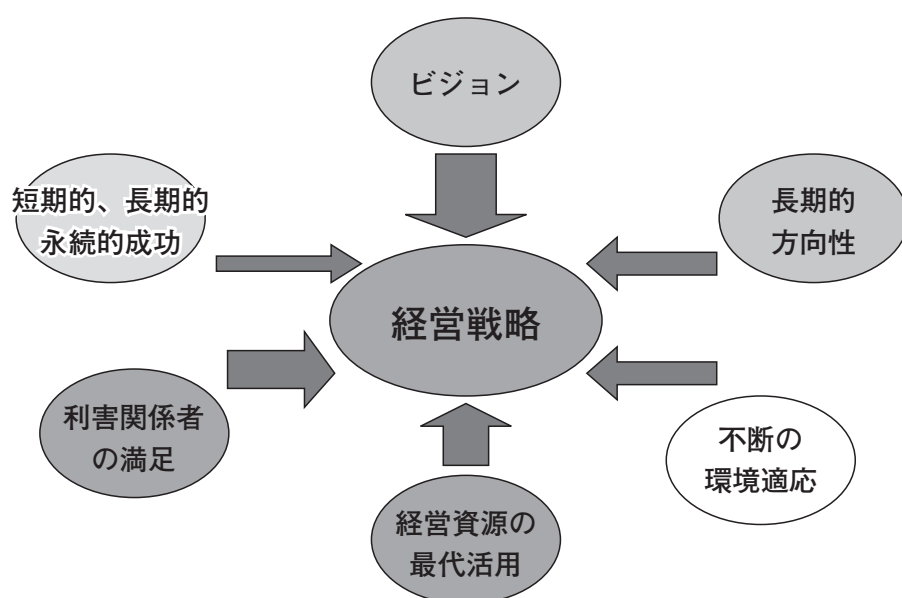 ビジョン
短期的、長期的
永続的成功
長期的
方向性
経営戦略
利害関係者
の満足
不断の
環境適応
経営資源の
最代活用